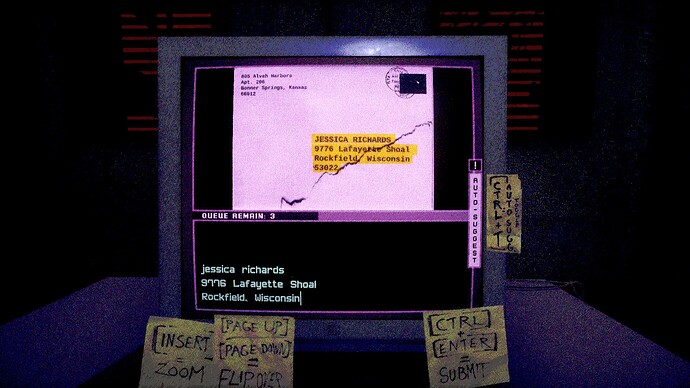 805 Alvah Harbors
Apt. 206
Bonner Springs, Kansas
66012
JESSICA RICHARDS
9776 Lafayette Shoal
Rockfield, Wisconsin
53022
QUEUE REMAIN: 3
!
AUTO-SUGGEST
jessica richards
9776 Lafayette Shoal
Rockfield, Wisconsin
[INSERT]
=
ZOOM
[PAGE UP]
[PAGE DOWN]
=
FLIP OVER
[CTRL]
+
[ENTER]
=
SUBMIT
[CTRL+T
AUTO SUGG